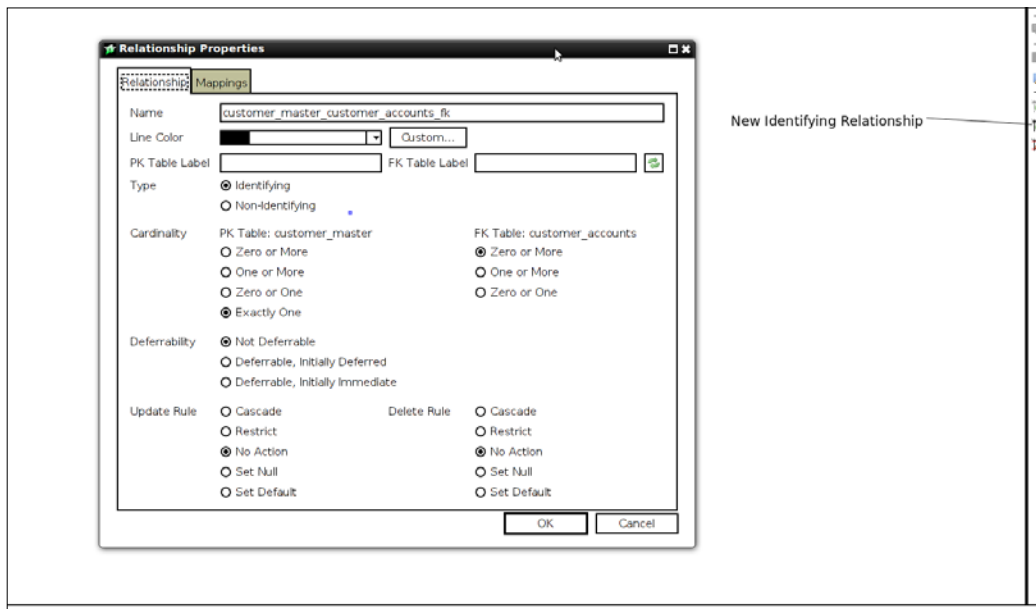 Relationship Properties
Relationship Mappings
Name customer_master_customer_accounts_fk
Line Color Custom...
PK Table Label FK Table Label
Type Identifying
Non-Identifying
Cardinality PK Table: customer_master FK Table: customer_accounts
Zero or More Zero or More
One or More One or More
Zero or One Zero or One
Exactly One
Deferrability Not Deferrable
Deferrable, Initially Deferred
Deferrable, Initially Immediate
Update Rule Cascade Delete Rule Cascade
Restrict Restrict
No Action No Action
Set Null Set Null
Set Default Set Default
OK Cancel
New Identifying Relationship